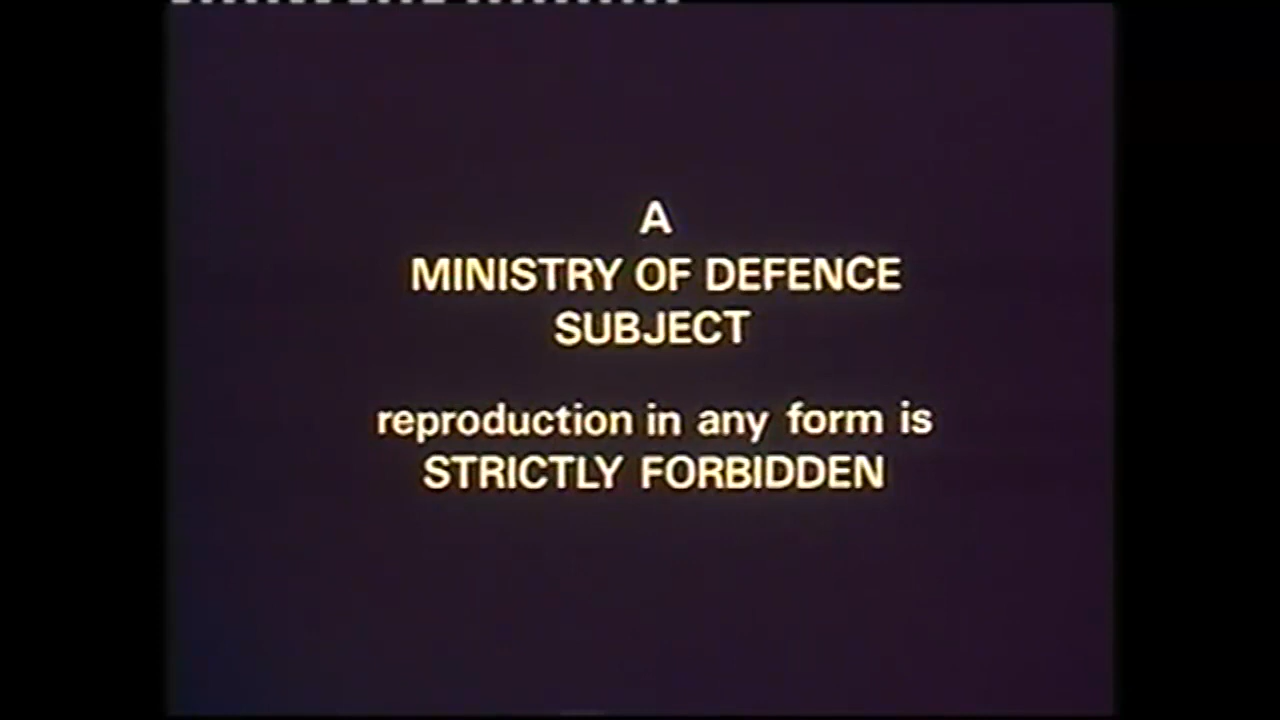 A
MINISTRY OF DEFENCE
SUBJECT
reproduction in any form is
STRICTLY FORBIDDEN